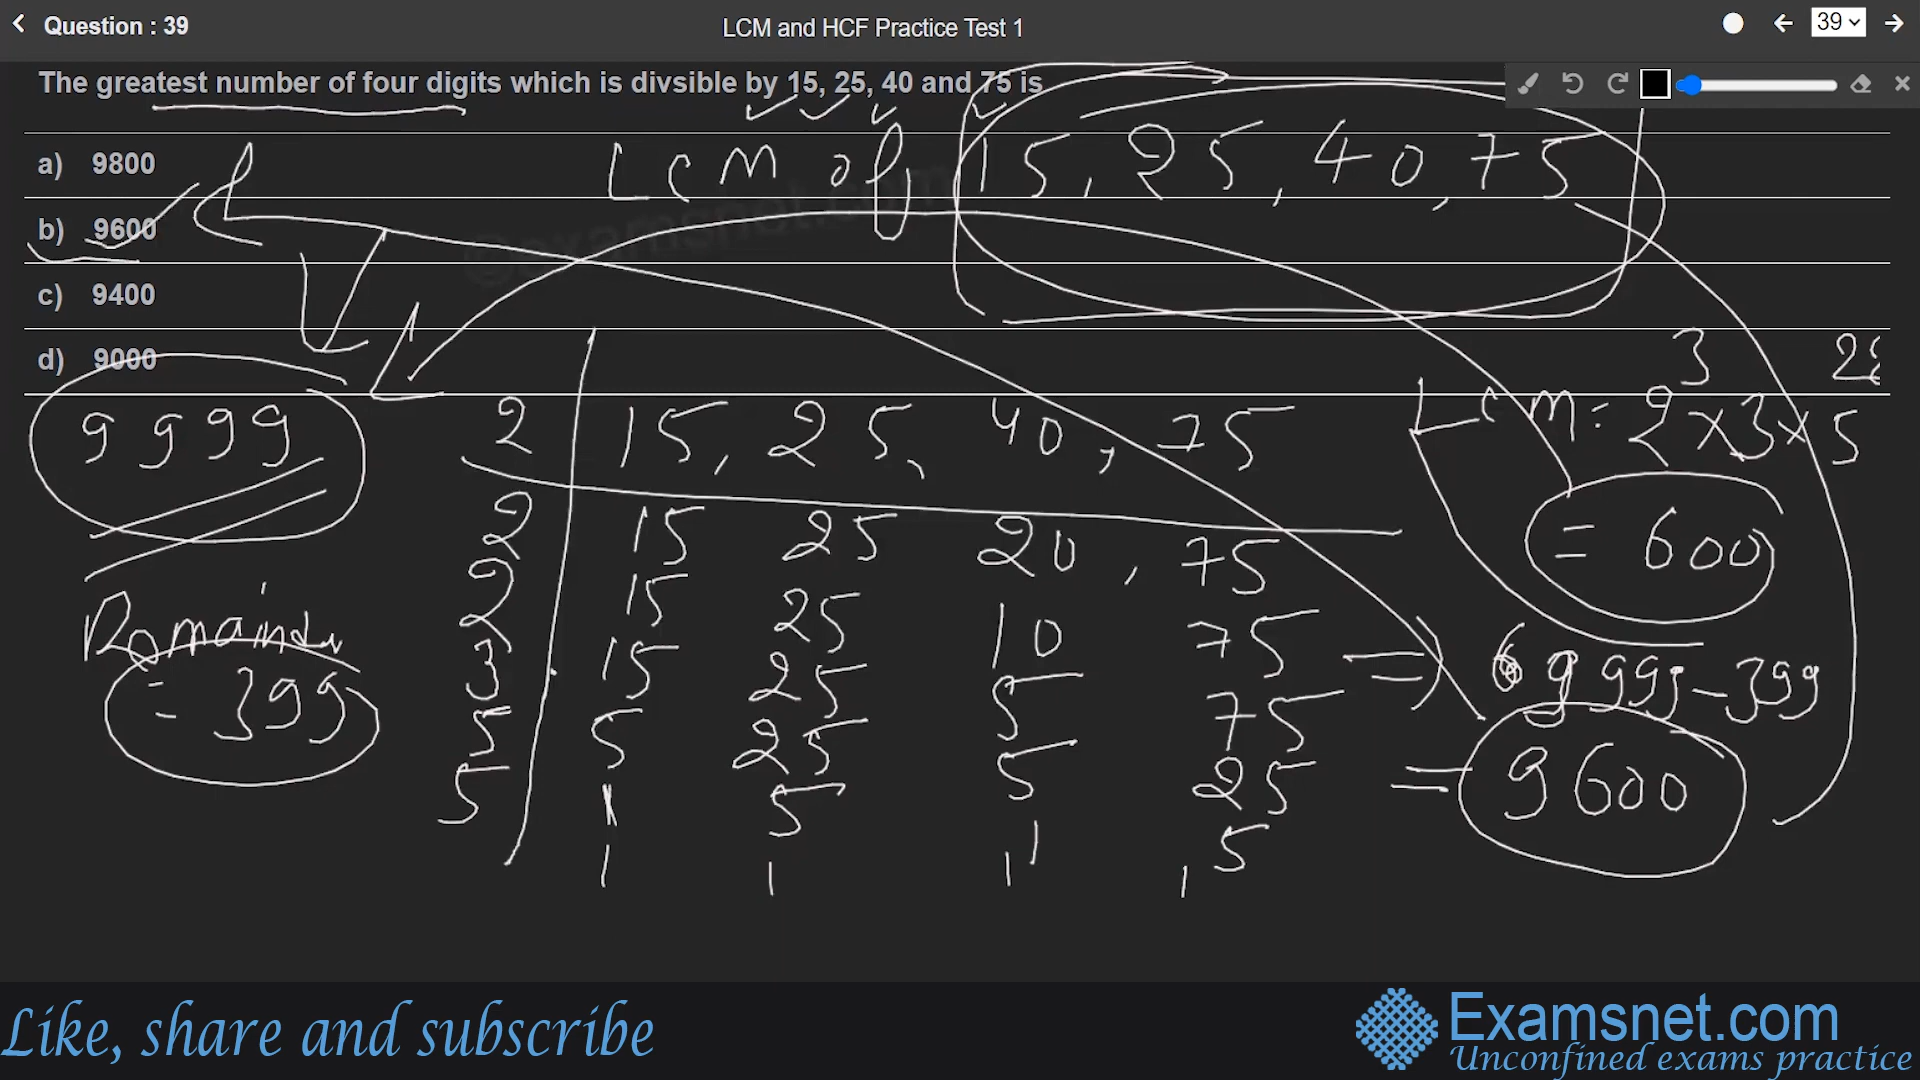 Question : 39
LCM and HCF Practice Test 1
39
The greatest number of four digits which is divsible by 15, 25, 40 and 75 is
LCM of 15, 25, 40, 75
a) 9800
b) 9600
c) 9400
d) 9000
©examsnet.com
9999
2 15, 25, 40, 75
3 2
LCM = 2 x 3 x 5
2 15 25 20, 75
= 600
2 15 25 10 75
Remainder
3 15 25 5 75
= 399
=> 9999 - 399
5 5 25 5 25
5 1 5 1 5
= 9600
1 1 1 1
Like, share and subscribe
Examsnet.com
Unconfined exams practice